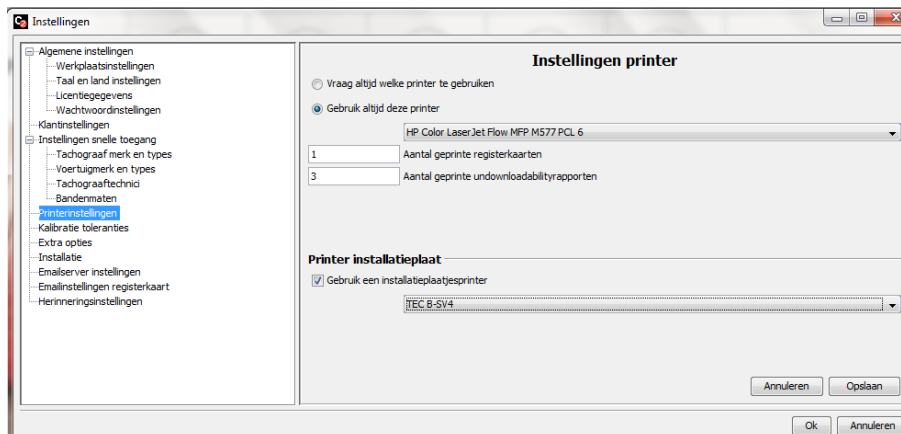 Instellingen
Algemene instellingen
Werkplaatsinstellingen
Taal en land instellingen
Licentiegegevens
Wachtwoordinstellingen
Klantinstellingen
Instellingen snelle toegang
Tachograaf merk en types
Voertuigmerk en types
Tachograaftechnici
Bandenmaten
Printerinstellingen
Kalibratie toleranties
Extra opties
Installatie
Emailserver instellingen
Emailinstellingen registerkaart
Herinneringsinstellingen
Instellingen printer
Vraag altijd welke printer te gebruiken
Gebruik altijd deze printer
HP Color LaserJet Flow MFP M577 PCL 6
1 Aantal geprinte registerkaarten
3 Aantal geprinte undownloadabilityrapporten
Printer installatieplaat
Gebruik een installatieplaatjesprinter
TEC B-SV4
Annuleren Opslaan
Ok Annuleren